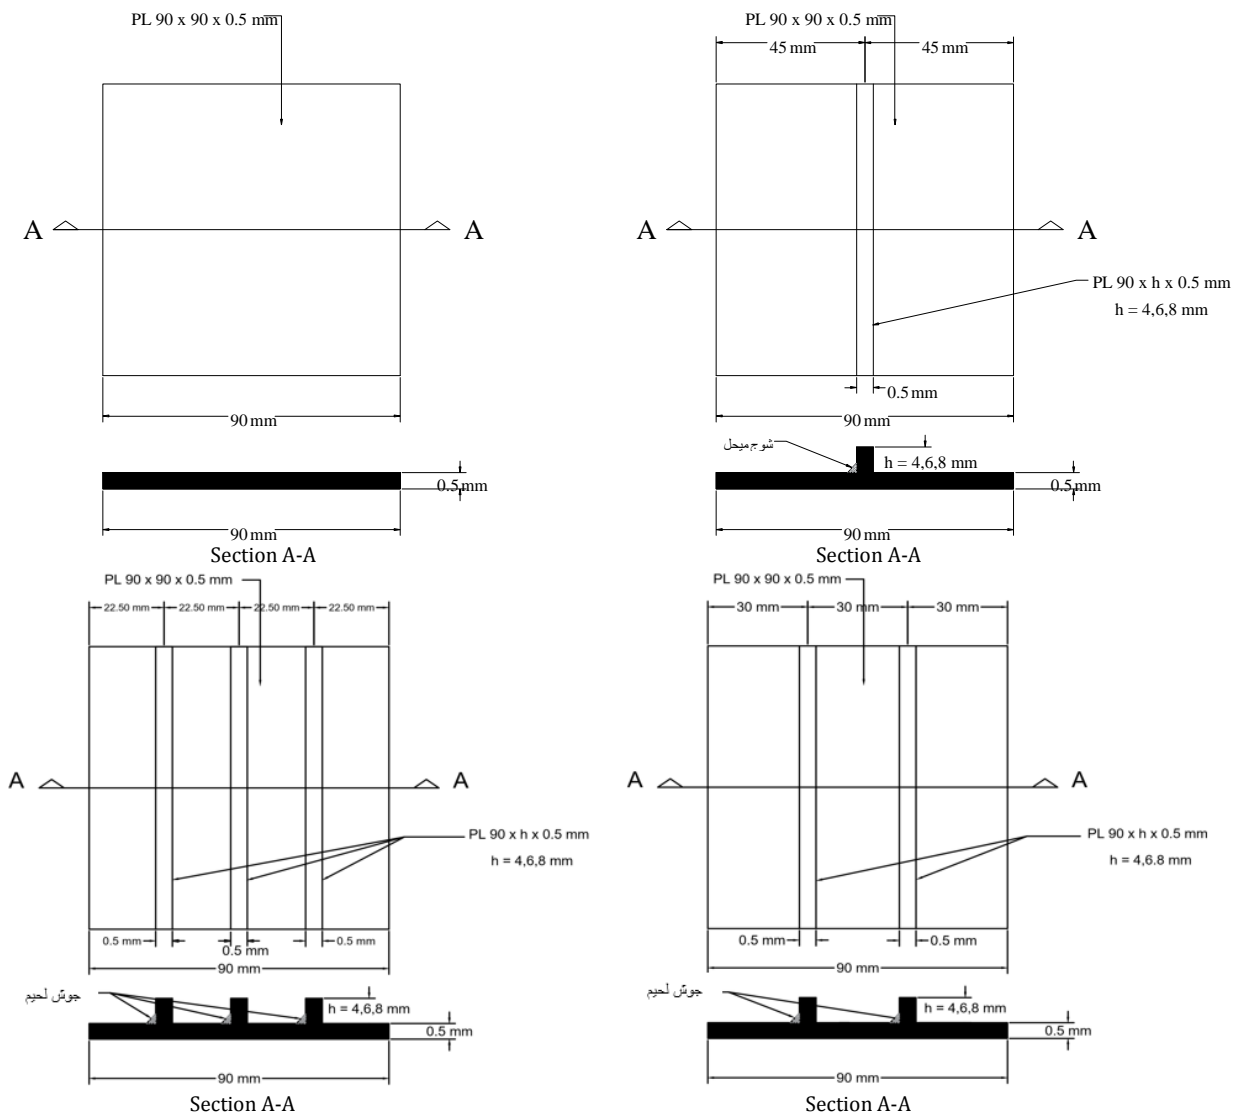 PL 90 x 90 x 0.5 mm
A
A
90 mm
0.5 mm
90 mm
Section A-A
PL 90 x 90 x 0.5 mm
45 mm
45 mm
A
A
PL 90 x h x 0.5 mm
h = 4,6,8 mm
0.5 mm
90 mm
شوج میحل
h = 4,6,8 mm
0.5 mm
90 mm
Section A-A
PL 90 x 90 x 0.5 mm
22.50 mm
22.50 mm
22.50 mm
22.50 mm
A
A
PL 90 x h x 0.5 mm
h = 4,6,8 mm
0.5 mm
0.5 mm
0.5 mm
90 mm
جوش لحیم
h = 4,6,8 mm
0.5 mm
90 mm
Section A-A
PL 90 x 90 x 0.5 mm
30 mm
30 mm
30 mm
A
A
PL 90 x h x 0.5 mm
h = 4,6.8 mm
0.5 mm
0.5 mm
90 mm
جوش لحیم
h = 4,6,8 mm
0.5 mm
90 mm
Section A-A